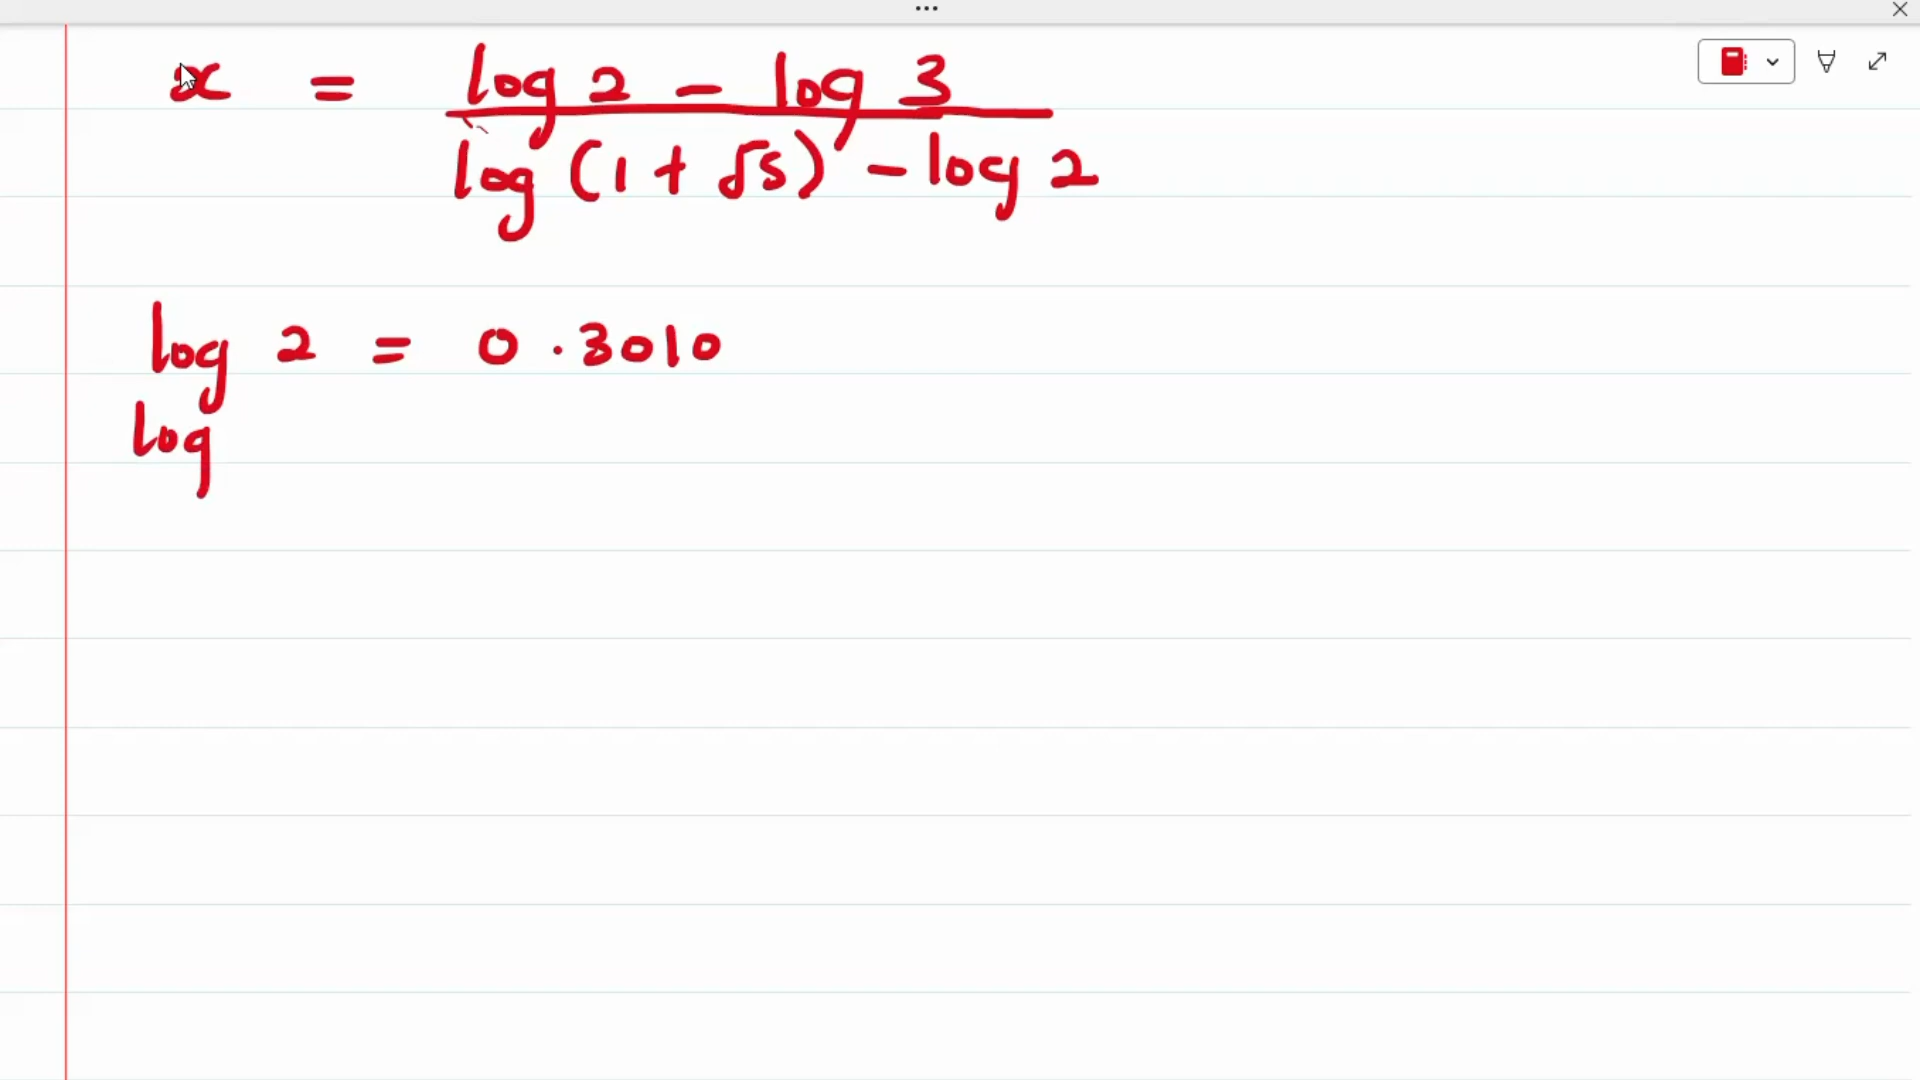 x = log 2 - log 3
log (1 + √5) - log 2
log 2 = 0.3010
log